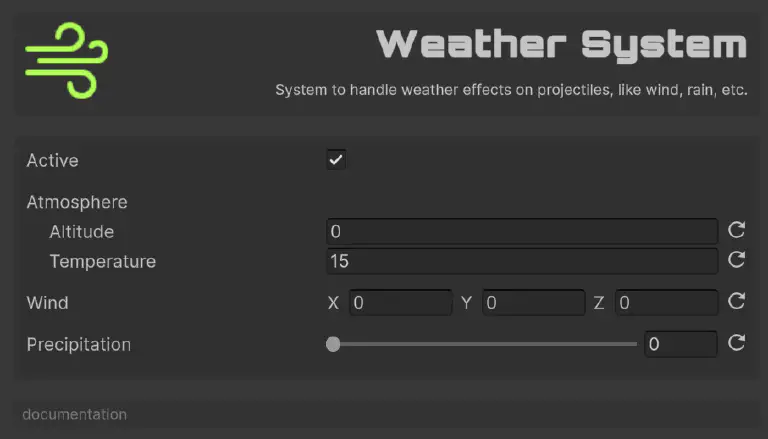 Weather System
System to handle weather effects on projectiles, like wind, rain, etc.
Active
Atmosphere
Altitude 0
Temperature 15
Wind X 0 Y 0 Z 0
Precipitation 0
documentation